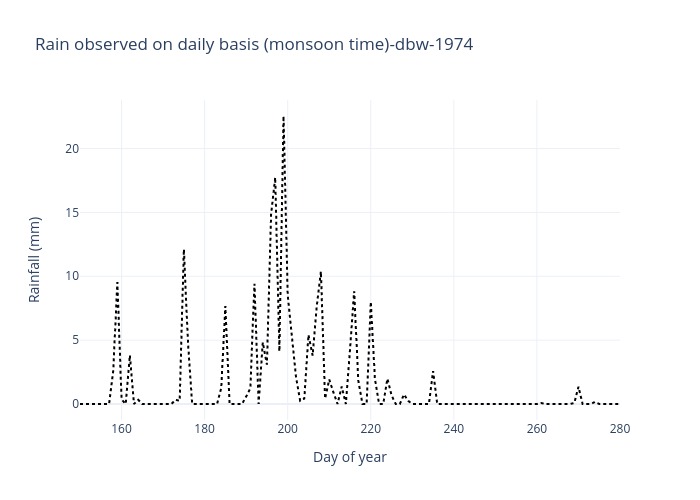 Rain observed on daily basis (monsoon time)-dbw-1974
20
15
10
5
0
Rainfall (mm)
160 180 200 220 240 260 280
Day of year